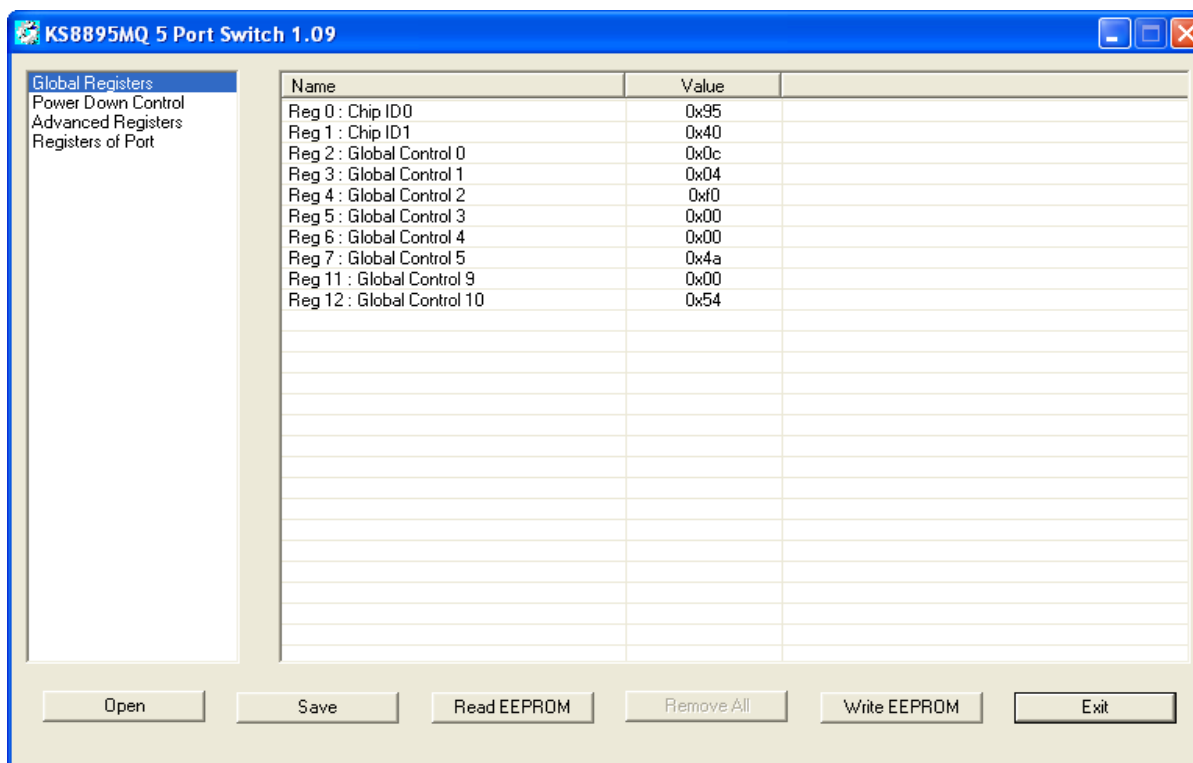 KS8895MQ 5 Port Switch 1.09
Global Registers
Power Down Control
Advanced Registers
Registers of Port
Name Value
Reg 0 : Chip ID0 0x95
Reg 1 : Chip ID1 0x40
Reg 2 : Global Control 0 0x0c
Reg 3 : Global Control 1 0x04
Reg 4 : Global Control 2 0xf0
Reg 5 : Global Control 3 0x00
Reg 6 : Global Control 4 0x00
Reg 7 : Global Control 5 0x4a
Reg 11 : Global Control 9 0x00
Reg 12 : Global Control 10 0x54
Open Save Read EEPROM Remove All Write EEPROM Exit